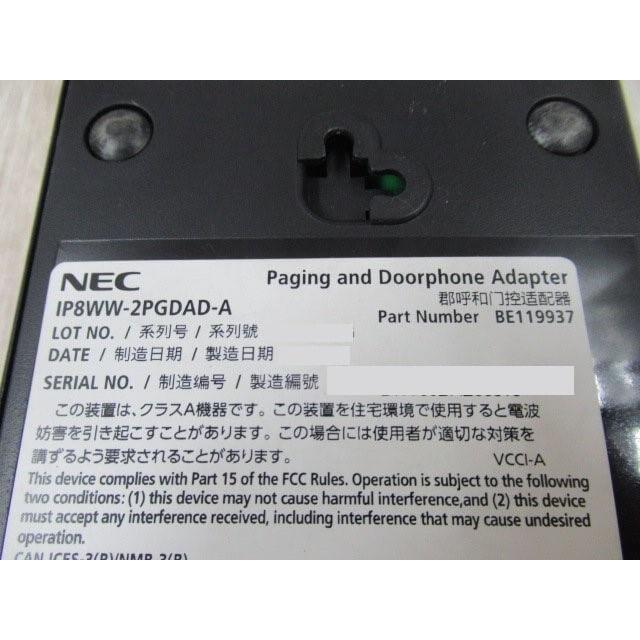 NEC
Paging and Doorphone Adapter
IP8WW-2PGDAD-A
郡呼和门控适配器
Part Number BE119937
LOT NO. / 系列号 / 系列號
DATE / 制造日期 / 製造日期
SERIAL NO. / 制造编号 / 製造編號
この装置は、クラスA機器です。この装置を住宅環境で使用すると電波
妨害を引き起こすことがあります。この場合には使用者が適切な対策を
講ずるよう要求されることがあります。
VCCI-A
This device complies with Part 15 of the FCC Rules. Operation is subject to the following
two conditions: (1) this device may not cause harmful interference,and (2) this device
must accept any interference received, including interference that may cause undesired
operation.
CAN ICES-3(B)/NMB-3(B)